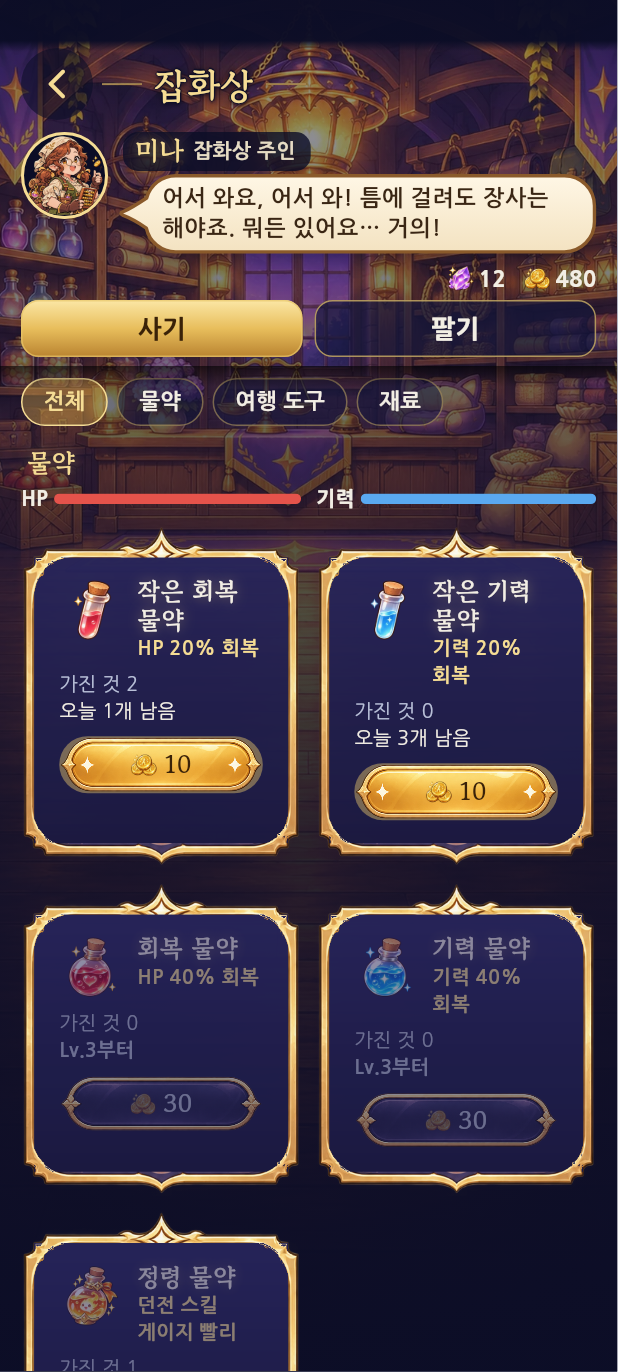 잡화상
미나 잡화상 주인
어서 와요, 어서 와! 틈에 걸려도 장사는
해야죠. 뭐든 있어요… 거의!
12 480
사기 팔기
전체 물약 여행 도구 재료
물약
HP 기력
작은 회복
물약
HP 20% 회복
가진 것 2
오늘 1개 남음
10
작은 기력
물약
기력 20%
회복
가진 것 0
오늘 3개 남음
10
회복 물약
HP 40% 회복
가진 것 0
Lv.3부터
30
기력 물약
기력 40%
회복
가진 것 0
Lv.3부터
30
정령 물약
던전 스킬
게이지 빨리
가진 것 1